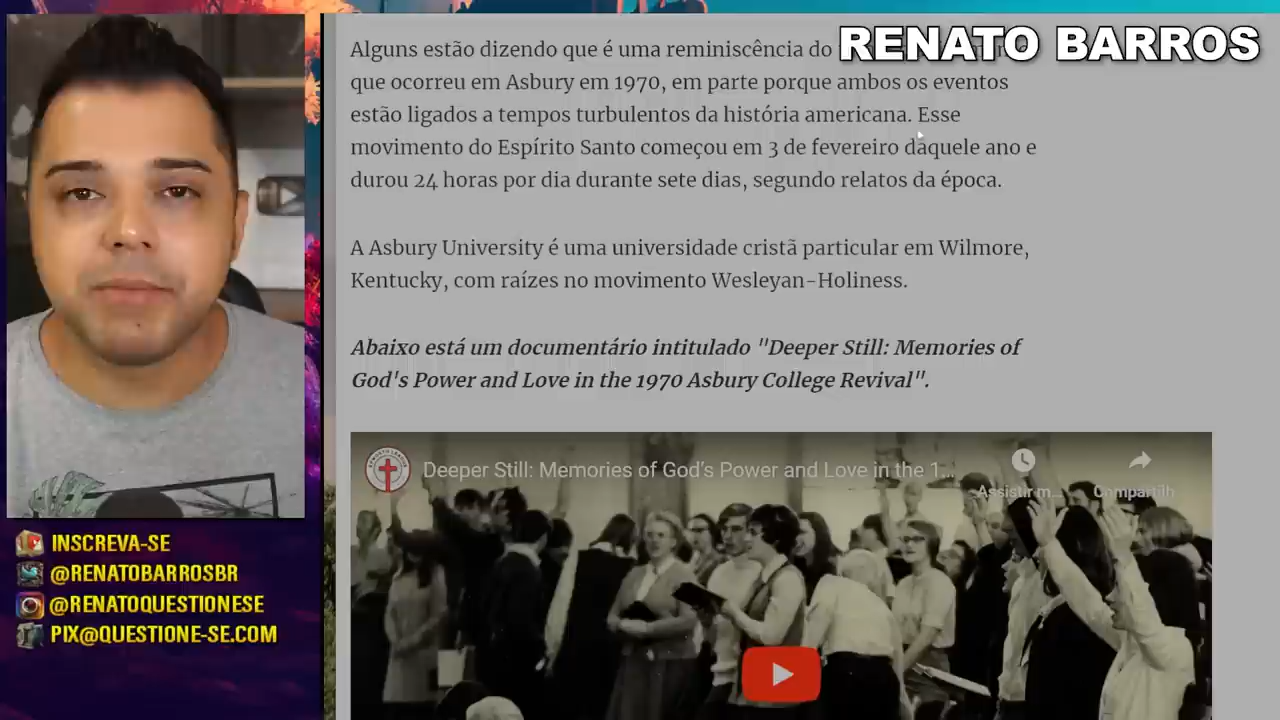 RENATO BARROS
Alguns estão dizendo que é uma reminiscência do
que ocorreu em Asbury em 1970, em parte porque ambos os eventos
estão ligados a tempos turbulentos da história americana. Esse
movimento do Espírito Santo começou em 3 de fevereiro daquele ano e
durou 24 horas por dia durante sete dias, segundo relatos da época.
A Asbury University é uma universidade cristã particular em Wilmore,
Kentucky, com raízes no movimento Wesleyan-Holiness.
Abaixo está um documentário intitulado "Deeper Still: Memories of
God's Power and Love in the 1970 Asbury College Revival".
Deeper Still: Memories of God's Power and Love in the 1...
Assistir m...
Compartilh
INSCREVA-SE
@RENATOBARROSBR
@RENATOQUESTIONESE
PIX@QUESTIONE-SE.COM